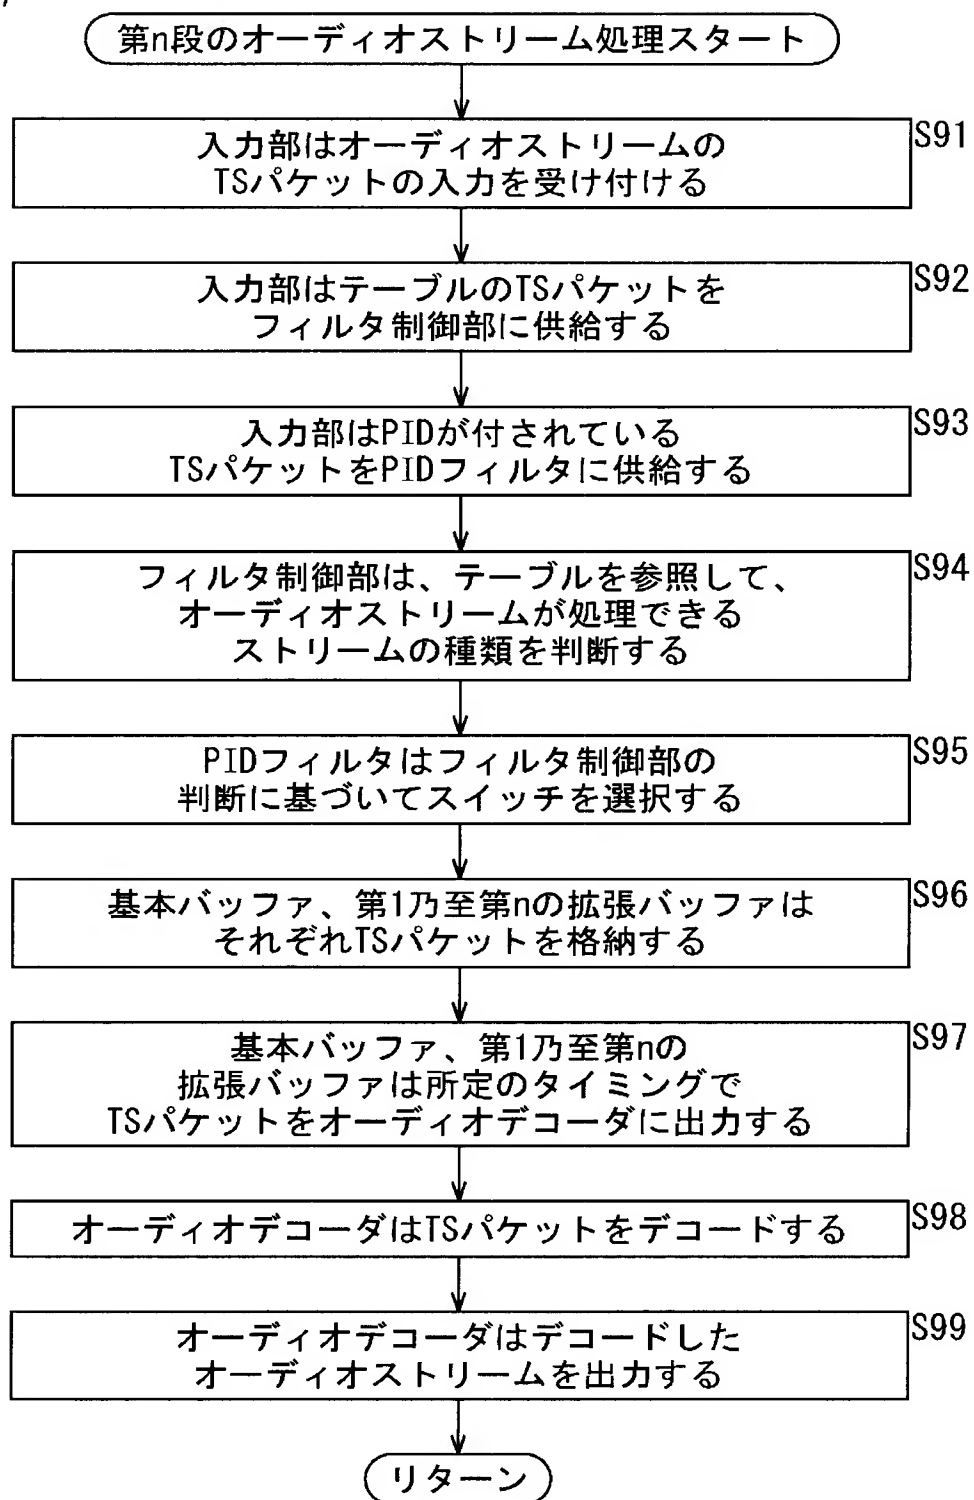 第n段のオーディオストリーム処理スタート
S91
入力部はオーディオストリームの
TSパケットの入力を受け付ける
S92
入力部はテーブルのTSパケットを
フィルタ制御部に供給する
S93
入力部はPIDが付されている
TSパケットをPIDフィルタに供給する
S94
フィルタ制御部は、テーブルを参照して、
オーディオストリームが処理できる
ストリームの種類を判断する
S95
PIDフィルタはフィルタ制御部の
判断に基づいてスイッチを選択する
S96
基本バッファ、第1乃至第nの拡張バッファは
それぞれTSパケットを格納する
S97
基本バッファ、第1乃至第nの
拡張バッファは所定のタイミングで
TSパケットをオーディオデコーダに出力する
S98
オーディオデコーダはTSパケットをデコードする
S99
オーディオデコーダはデコードした
オーディオストリームを出力する
リターン